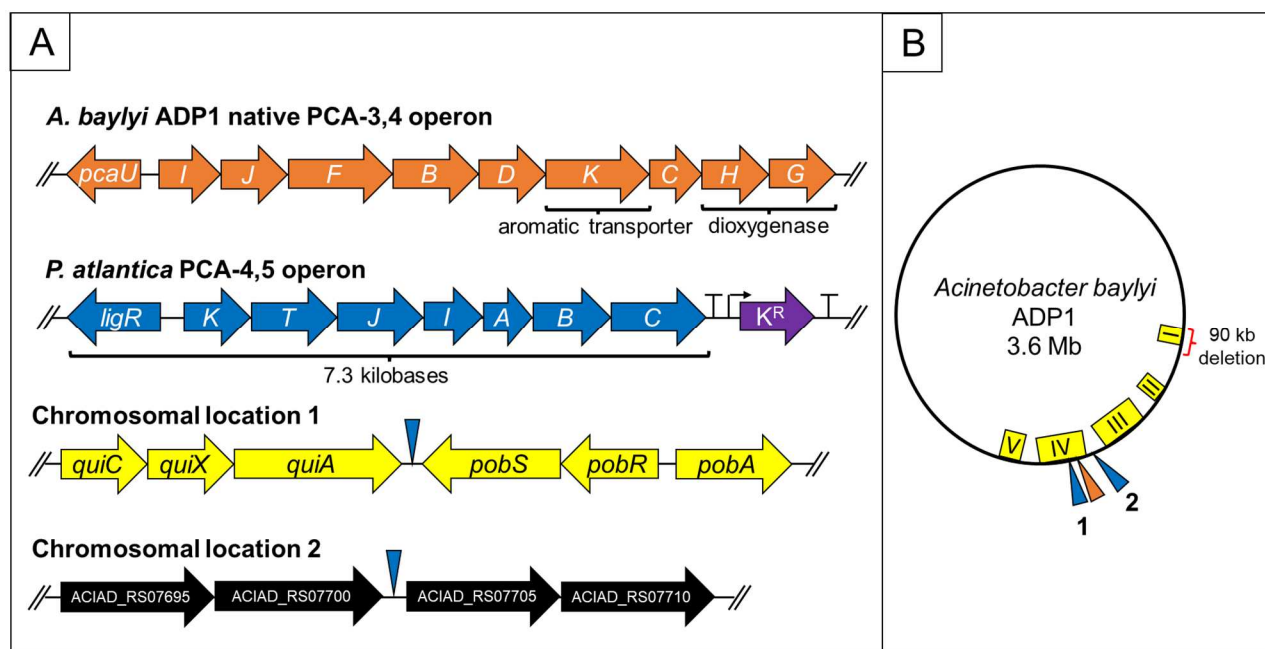 A
A. baylyi ADP1 native PCA-3,4 operon
pcaU I J F B D K C H G
aromatic transporter dioxygenase
P. atlantica PCA-4,5 operon
ligR K T J I A B C Kᴿ
7.3 kilobases
Chromosomal location 1
quiC quiX quiA pobS pobR pobA
Chromosomal location 2
ACIAD_RS07695 ACIAD_RS07700 ACIAD_RS07705 ACIAD_RS07710
B
Acinetobacter baylyi
ADP1
3.6 Mb
I
90 kb
deletion
II
III
IV
V
1
2